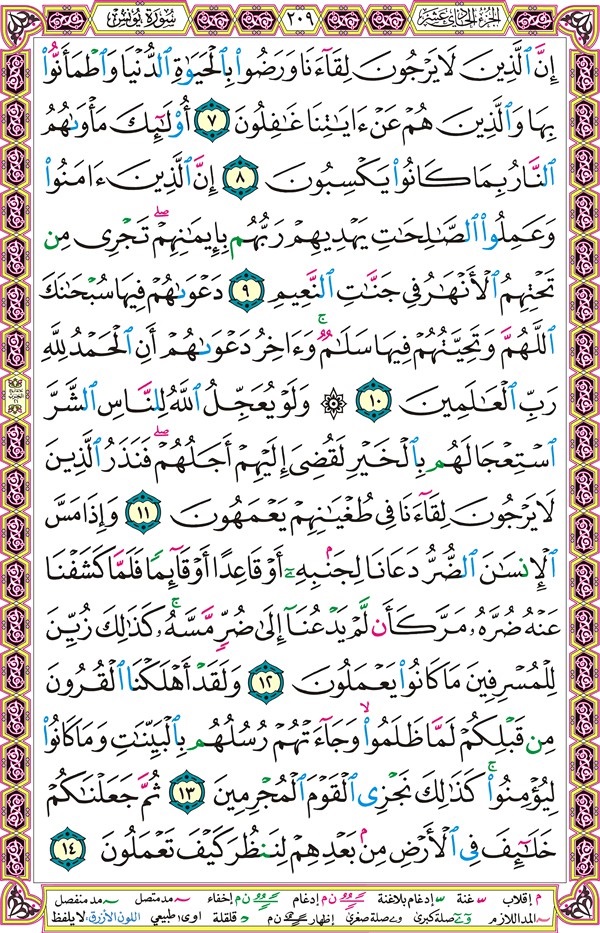 الجزء الحادي عشر ٢٠٩ سورة يونس
إِنَّ ٱلَّذِينَ لَا يَرْجُونَ لِقَآءَنَا وَرَضُوا۟ بِٱلْحَيَوٰةِ ٱلدُّنْيَا وَٱطْمَأَنُّوا۟
بِهَا وَٱلَّذِينَ هُمْ عَنْ ءَايَٰتِنَا غَٰفِلُونَ ٧ أُو۟لَٰٓئِكَ مَأْوَىٰهُمُ
ٱلنَّارُ بِمَا كَانُوا۟ يَكْسِبُونَ ٨ إِنَّ ٱلَّذِينَ ءَامَنُوا۟
وَعَمِلُوا۟ ٱلصَّٰلِحَٰتِ يَهْدِيهِمْ رَبُّهُم بِإِيمَٰنِهِمْ ۖ تَجْرِى مِن
تَحْتِهِمُ ٱلْأَنْهَٰرُ فِى جَنَّٰتِ ٱلنَّعِيمِ ٩ دَعْوَىٰهُمْ فِيهَا سُبْحَٰنَكَ
ٱللَّهُمَّ وَتَحِيَّتُهُمْ فِيهَا سَلَٰمٌ ۚ وَءَاخِرُ دَعْوَىٰهُمْ أَنِ ٱلْحَمْدُ لِلَّهِ
رَبِّ ٱلْعَٰلَمِينَ ١٠ ۞ وَلَوْ يُعَجِّلُ ٱللَّهُ لِلنَّاسِ ٱلشَّرَّ
ٱسْتِعْجَالَهُم بِٱلْخَيْرِ لَقُضِىَ إِلَيْهِمْ أَجَلُهُمْ ۖ فَنَذَرُ ٱلَّذِينَ
لَا يَرْجُونَ لِقَآءَنَا فِى طُغْيَٰنِهِمْ يَعْمَهُونَ ١١ وَإِذَا مَسَّ
ٱلْإِنسَٰنَ ٱلضُّرُّ دَعَانَا لِجَنۢبِهِۦٓ أَوْ قَاعِدًا أَوْ قَآئِمًا فَلَمَّا كَشَفْنَا
عَنْهُ ضُرَّهُۥ مَرَّ كَأَن لَّمْ يَدْعُنَآ إِلَىٰ ضُرٍّ مَّسَّهُۥ ۚ كَذَٰلِكَ زُيِّنَ
لِلْمُسْرِفِينَ مَا كَانُوا۟ يَعْمَلُونَ ١٢ وَلَقَدْ أَهْلَكْنَا ٱلْقُرُونَ
مِن قَبْلِكُمْ لَمَّا ظَلَمُوا۟ ۙ وَجَآءَتْهُمْ رُسُلُهُم بِٱلْبَيِّنَٰتِ وَمَا كَانُوا۟
لِيُؤْمِنُوا۟ ۚ كَذَٰلِكَ نَجْزِى ٱلْقَوْمَ ٱلْمُجْرِمِينَ ١٣ ثُمَّ جَعَلْنَٰكُمْ
خَلَٰٓئِفَ فِى ٱلْأَرْضِ مِنۢ بَعْدِهِمْ لِنَنظُرَ كَيْفَ تَعْمَلُونَ ١٤
م إقلاب س غنة س إدغام بلاغنة ن م إدغام ن م إخفاء ~ مد متصل ~ مد منفصل
~ المد اللازم صلة كبرى صلة صغرى إظهار ن م قلقلة اوى طبيعي اللون الأزرق: لا يلفظ